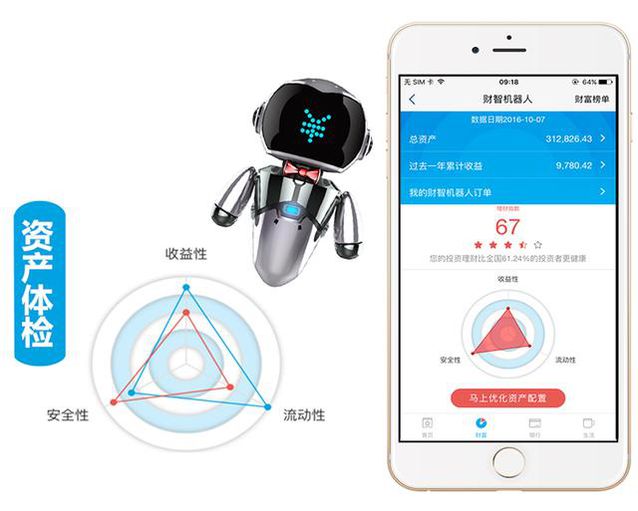 资产体检
收益性
安全性
流动性
无 SIM 卡
09:18
64%
财智机器人
财富榜单
数据日期2016-10-07
总资产
312,826.43
过去一年累计收益
9,780.42
我的财智机器人订单
理财指数
67
您的投资理财比全国61.24%的投资者更健康
收益性
安全性
流动性
马上优化资产配置
首页
财富
银行
生活